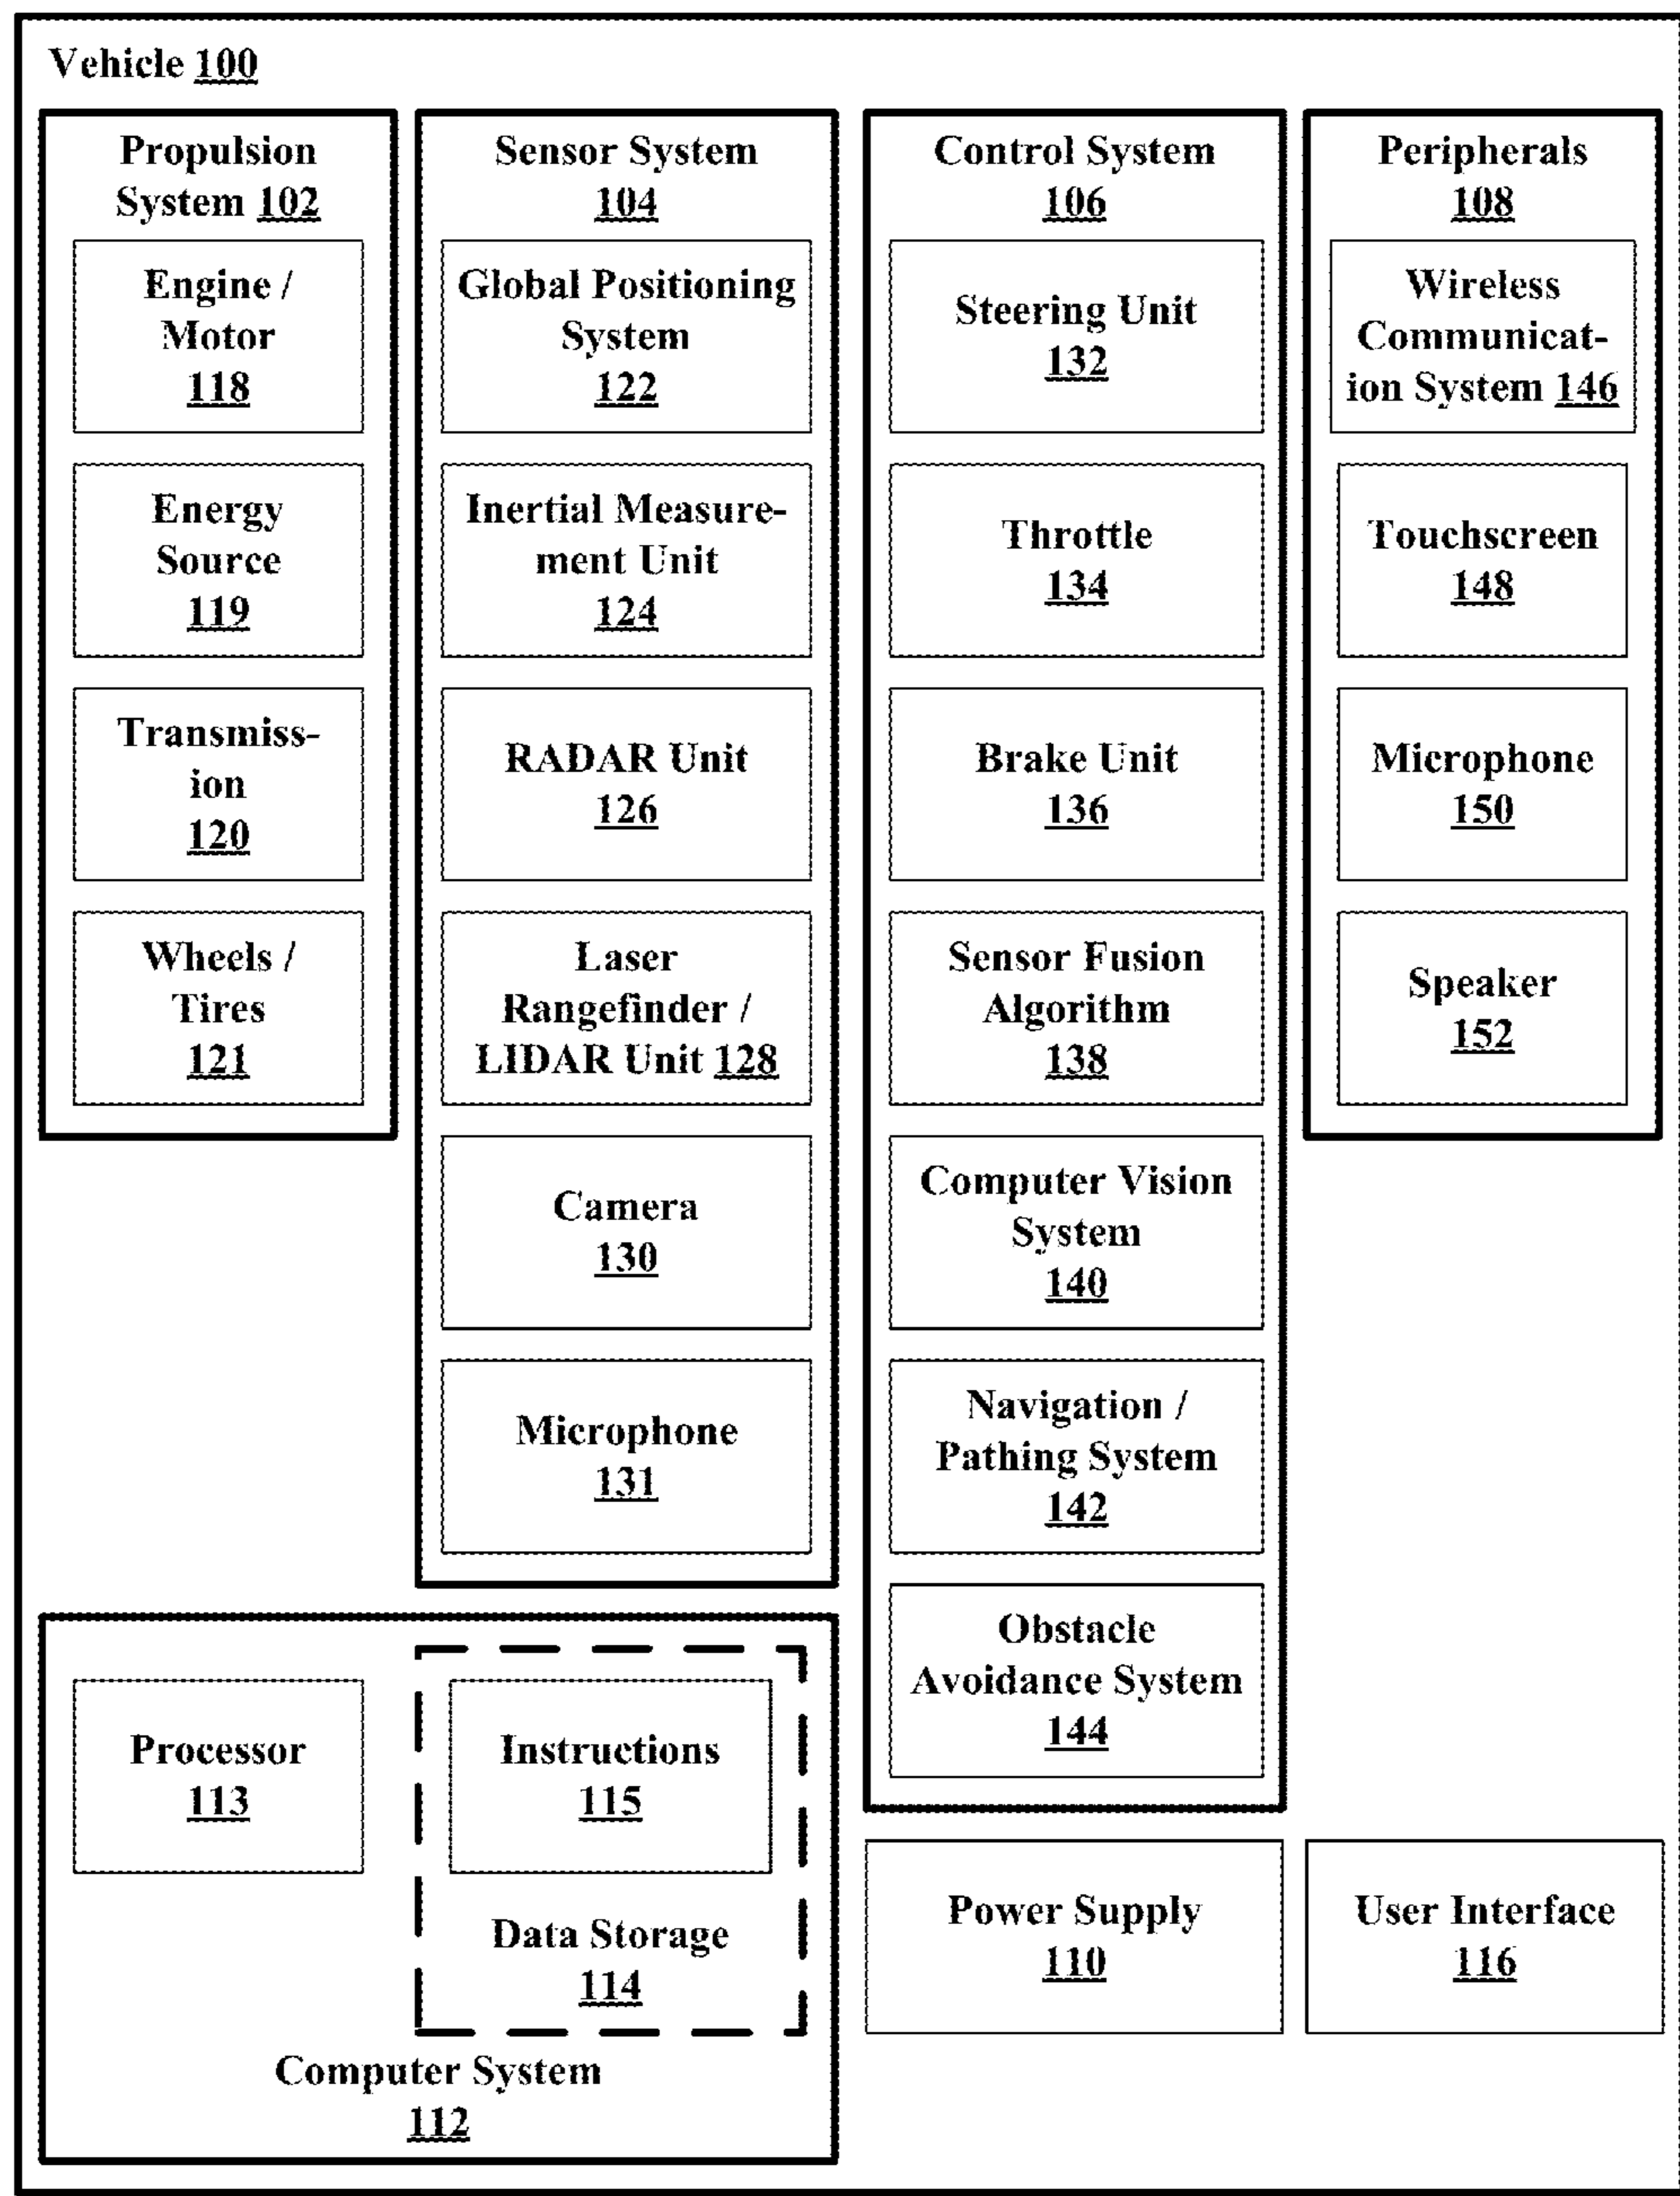 Vehicle 100
Propulsion
System 102
Engine /
Motor
118
Energy
Source
119
Transmiss-
ion
120
Wheels /
Tires
121
Sensor System
104
Global Positioning
System
122
Inertial Measure-
ment Unit
124
RADAR Unit
126
Laser
Rangefinder /
LIDAR Unit 128
Camera
130
Microphone
131
Control System
106
Steering Unit
132
Throttle
134
Brake Unit
136
Sensor Fusion
Algorithm
138
Computer Vision
System
140
Navigation /
Pathing System
142
Obstacle
Avoidance System
144
Peripherals
108
Wireless
Communicat-
ion System 146
Touchscreen
148
Microphone
150
Speaker
152
Processor
113
Instructions
115
Data Storage
114
Computer System
112
Power Supply
110
User Interface
116